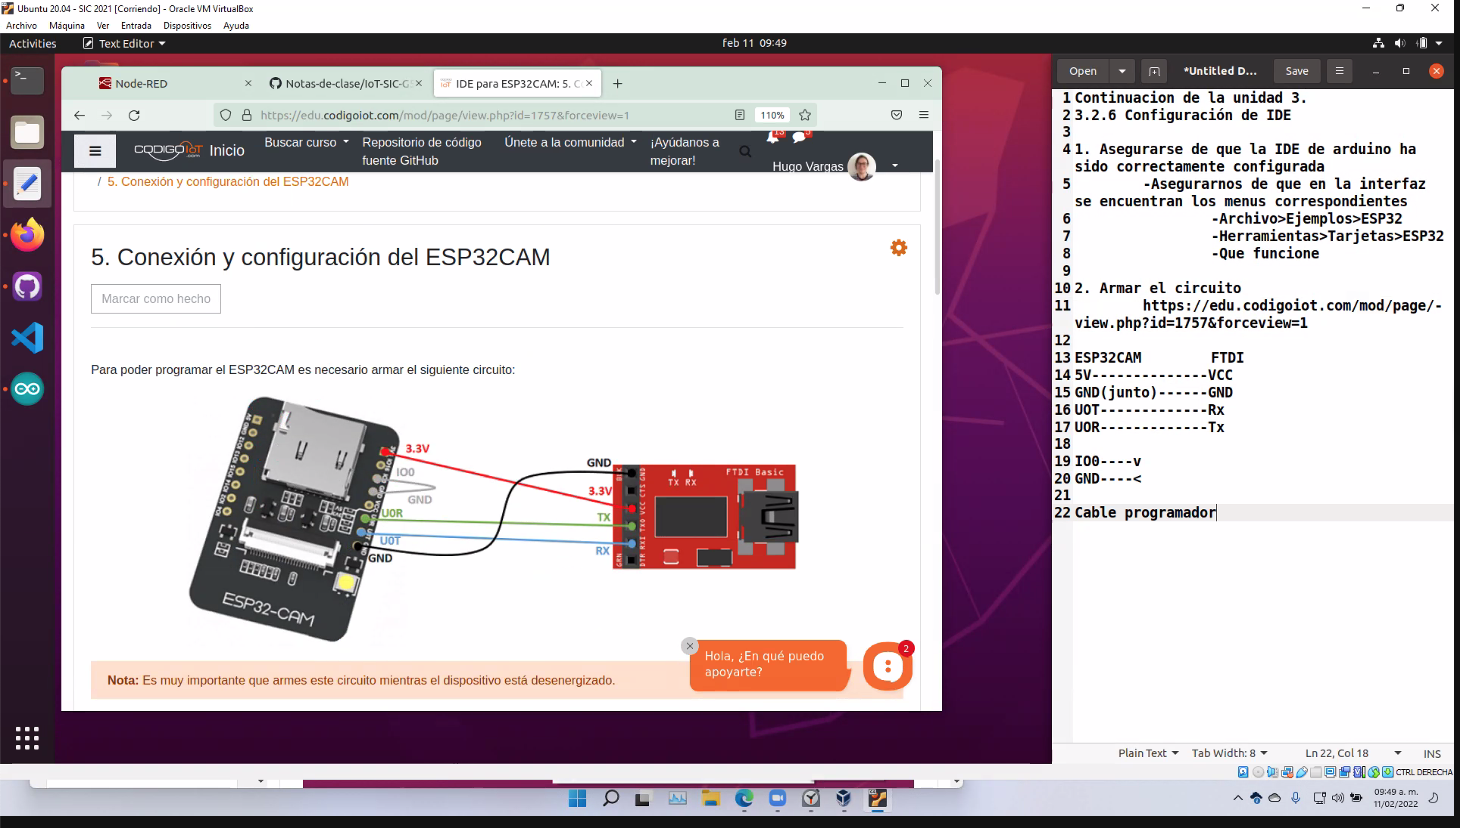 Ubuntu 20.04 - SIC 2021 [Corriendo] - Oracle VM VirtualBox
Archivo Máquina Ver Entrada Dispositivos Ayuda
Activities Text Editor feb 11 09:49
Node-RED
Notas-de-clase/IoT-SIC-G
IDE para ESP32CAM: 5. C
https://edu.codigoiot.com/mod/page/view.php?id=1757&forceview=1
110%
CODIGO IoT .com
Inicio
Buscar curso
Repositorio de código fuente GitHub
Únete a la comunidad
¡Ayúdanos a mejorar!
Hugo Vargas
/ 5. Conexión y configuración del ESP32CAM
5. Conexión y configuración del ESP32CAM
Marcar como hecho
Para poder programar el ESP32CAM es necesario armar el siguiente circuito:
3.3V
IO0
GND
U0R
U0T
GND
ESP32-CAM
GND
3.3V
TX
RX
FTDI Basic
TX RX
BLK
GRN
GND
CTS
VCC
TXO
RXI
DTR
Nota: Es muy importante que armes este circuito mientras el dispositivo está desenergizado.
Hola, ¿En qué puedo
apoyarte?
2
Open *Untitled D... Save
1 Continuacion de la unidad 3.
2 3.2.6 Configuración de IDE
3
4 1. Asegurarse de que la IDE de arduino ha
sido correctamente configurada
5 -Asegurarnos de que en la interfaz
se encuentran los menus correspondientes
6 -Archivo>Ejemplos>ESP32
7 -Herramientas>Tarjetas>ESP32
8 -Que funcione
9
10 2. Armar el circuito
11 https://edu.codigoiot.com/mod/page/-
view.php?id=1757&forceview=1
12
13 ESP32CAM FTDI
14 5V--------------VCC
15 GND(junto)------GND
16 UOT-------------Rx
17 UOR-------------Tx
18
19 IO0----v
20 GND----<
21
22 Cable programador
Plain Text Tab Width: 8 Ln 22, Col 18 INS
CTRL DERECHA
09:49 a. m.
11/02/2022